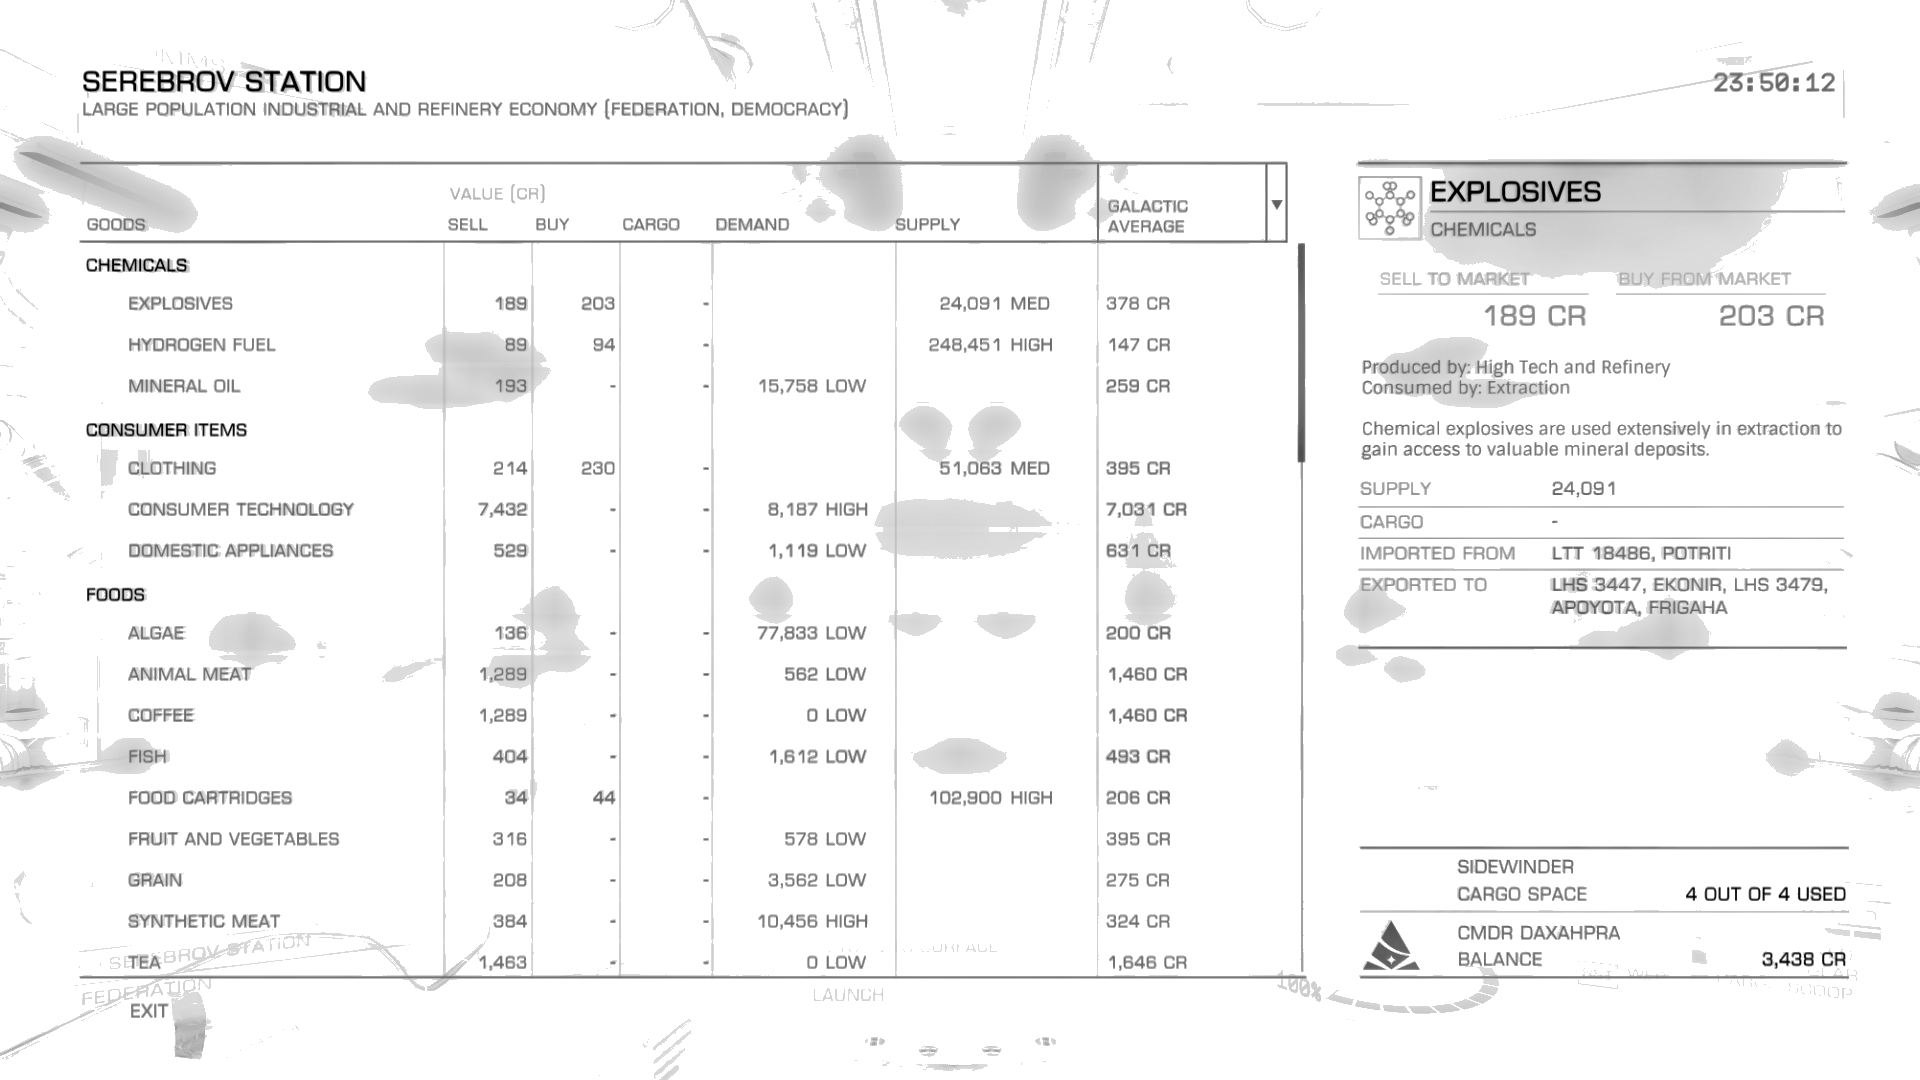 SEREBROV STATION
LARGE POPULATION INDUSTRIAL AND REFINERY ECONOMY (FEDERATION, DEMOCRACY)
23:50:12
VALUE (CR)
GOODS SELL BUY CARGO DEMAND SUPPLY GALACTIC AVERAGE
CHEMICALS
EXPLOSIVES 189 203 - 24,091 MED 378 CR
HYDROGEN FUEL 89 94 - 248,451 HIGH 147 CR
MINERAL OIL 193 - - 15,758 LOW 259 CR
CONSUMER ITEMS
CLOTHING 214 230 - 51,063 MED 395 CR
CONSUMER TECHNOLOGY 7,432 - - 8,187 HIGH 7,031 CR
DOMESTIC APPLIANCES 529 - - 1,119 LOW 631 CR
FOODS
ALGAE 136 - - 77,833 LOW 200 CR
ANIMAL MEAT 1,289 - - 562 LOW 1,460 CR
COFFEE 1,289 - - 0 LOW 1,460 CR
FISH 404 - - 1,612 LOW 493 CR
FOOD CARTRIDGES 34 44 - 102,900 HIGH 206 CR
FRUIT AND VEGETABLES 316 - - 578 LOW 395 CR
GRAIN 208 - - 3,562 LOW 275 CR
SYNTHETIC MEAT 384 - - 10,456 HIGH 324 CR
TEA 1,463 - - 0 LOW 1,646 CR
SEREBROV STATION
FEDERATION
SURFACE
LAUNCH
100%
EXIT
EXPLOSIVES
CHEMICALS
SELL TO MARKET BUY FROM MARKET
189 CR 203 CR
Produced by: High Tech and Refinery
Consumed by: Extraction
Chemical explosives are used extensively in extraction to
gain access to valuable mineral deposits.
SUPPLY 24,091
CARGO -
IMPORTED FROM LTT 18486, POTRITI
EXPORTED TO LHS 3447, EKONIR, LHS 3479,
APOYOTA, FRIGAHA
SIDEWINDER
CARGO SPACE 4 OUT OF 4 USED
CMDR DAXAHPRA
BALANCE 3,438 CR
SCOOP